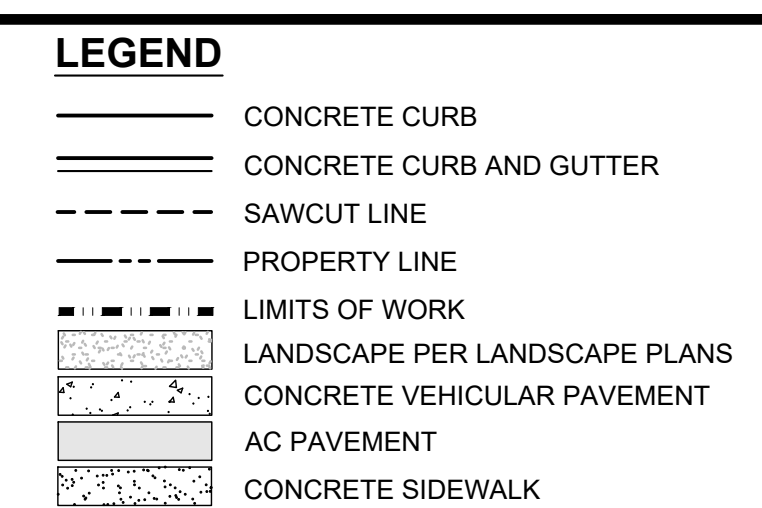 LEGEND
CONCRETE CURB
CONCRETE CURB AND GUTTER
SAWCUT LINE
PROPERTY LINE
LIMITS OF WORK
LANDSCAPE PER LANDSCAPE PLANS
CONCRETE VEHICULAR PAVEMENT
AC PAVEMENT
CONCRETE SIDEWALK